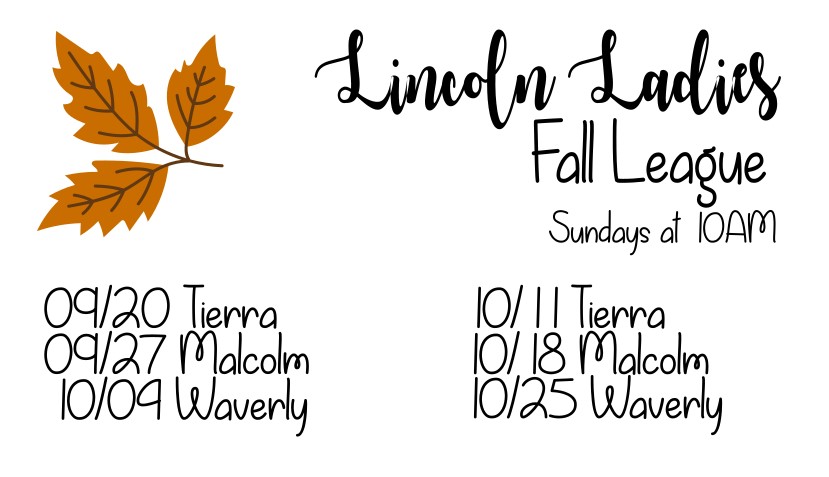 Lincoln Ladies
Fall League
Sundays at 10AM
09/20 Tierra
09/27 Malcolm
10/09 Waverly
10/11 Tierra
10/18 Malcolm
10/25 Waverly